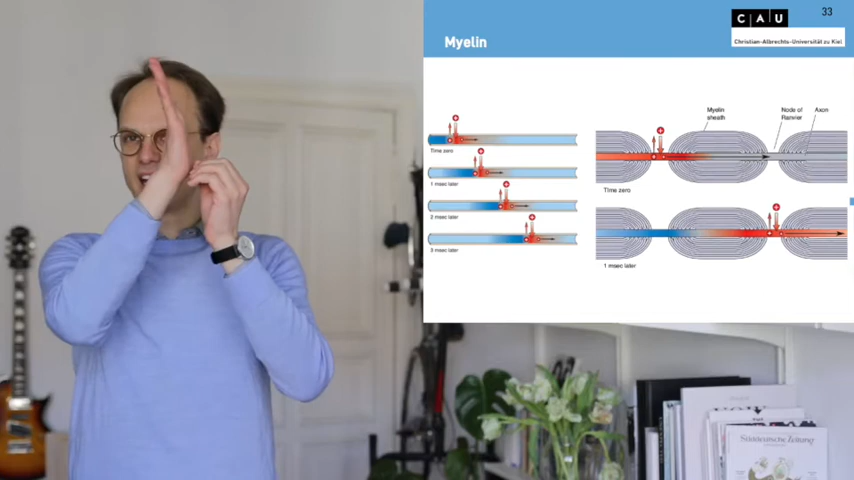 33
CAU
Christian-Albrechts-Universität zu Kiel
Myelin
Time zero
1 msec later
2 msec later
3 msec later
Myelin
sheath
Node of
Ranvier
Axon
Time zero
1 msec later
Süddeutsche Zeitung